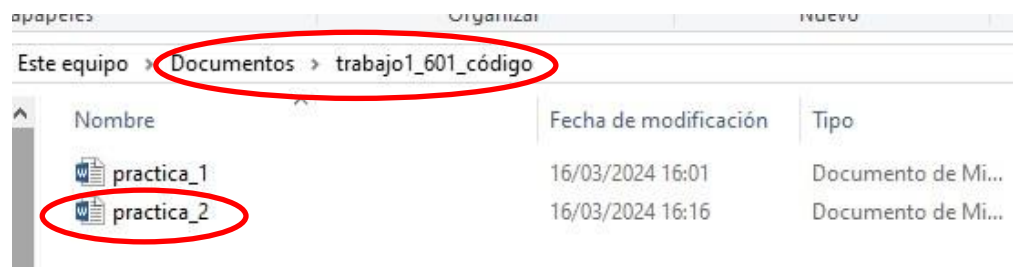 Organizar
Nuevo
Este equipo > Documentos > trabajo1_601_código
Nombre Fecha de modificación Tipo
practica_1 16/03/2024 16:01 Documento de Mi...
practica_2 16/03/2024 16:16 Documento de Mi...